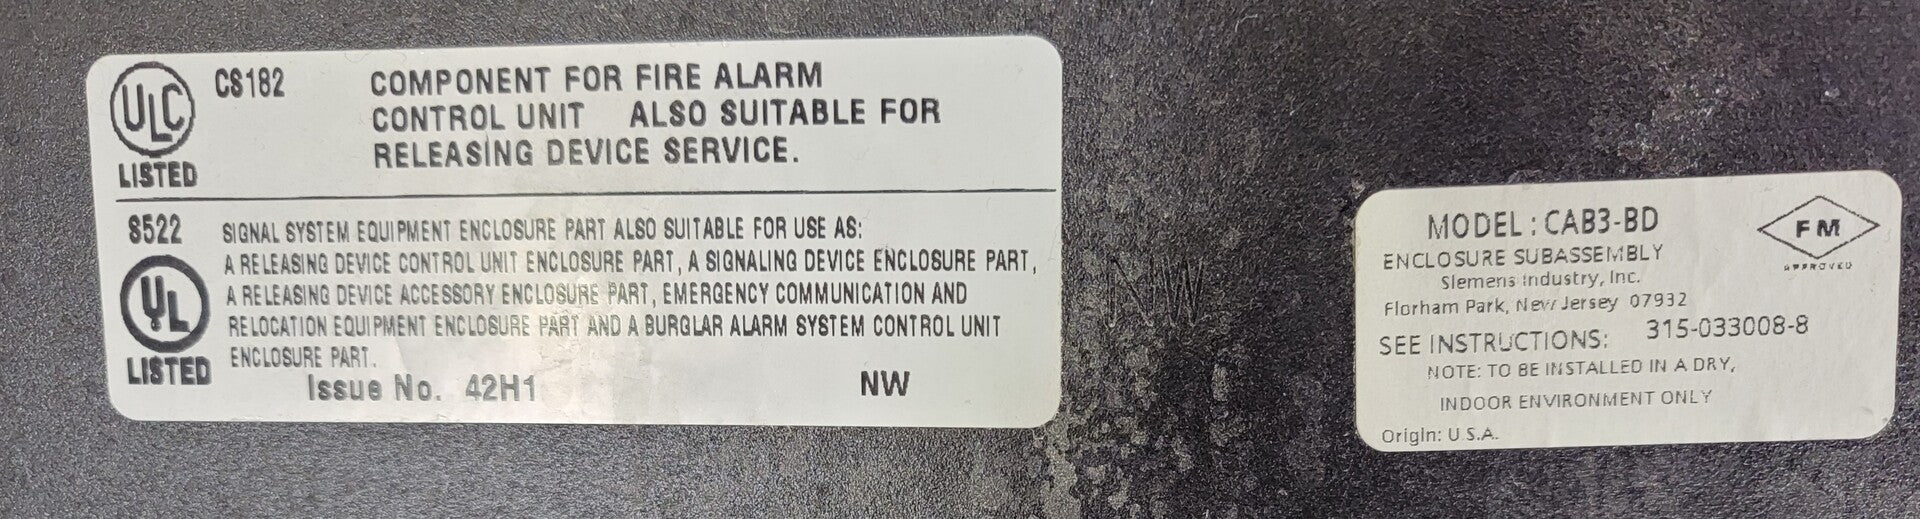 ULC
LISTED
CS182
COMPONENT FOR FIRE ALARM
CONTROL UNIT ALSO SUITABLE FOR
RELEASING DEVICE SERVICE.
S522
UL
LISTED
SIGNAL SYSTEM EQUIPMENT ENCLOSURE PART ALSO SUITABLE FOR USE AS:
A RELEASING DEVICE CONTROL UNIT ENCLOSURE PART, A SIGNALING DEVICE ENCLOSURE PART,
A RELEASING DEVICE ACCESSORY ENCLOSURE PART, EMERGENCY COMMUNICATION AND
RELOCATION EQUIPMENT ENCLOSURE PART AND A BURGLAR ALARM SYSTEM CONTROL UNIT
ENCLOSURE PART.
Issue No. 42H1 NW
NW
MODEL : CAB3-BD
ENCLOSURE SUBASSEMBLY
Siemens Industry, Inc.
Florham Park, New Jersey 07932
SEE INSTRUCTIONS: 315-033008-8
NOTE: TO BE INSTALLED IN A DRY,
INDOOR ENVIRONMENT ONLY
Origin: U.S.A.
FM
APPROVED